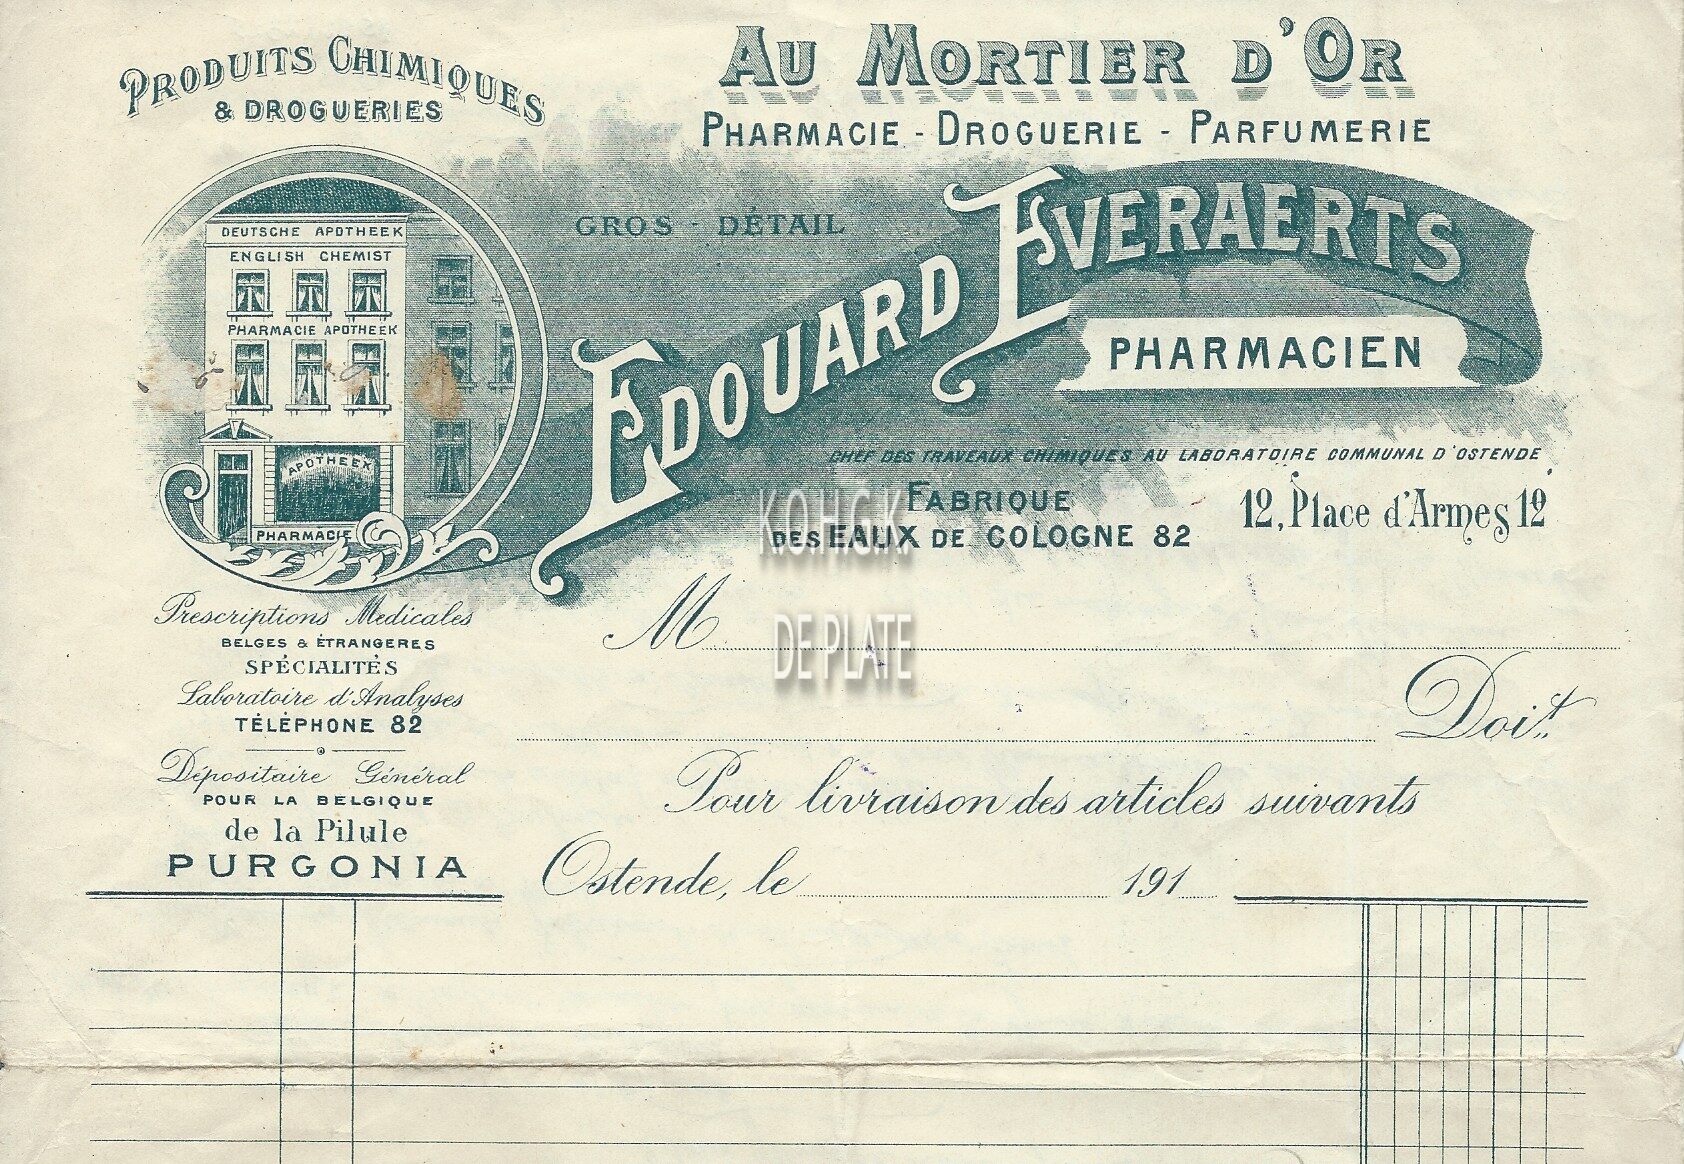 PRODUITS CHIMIQUES
& DROGUERIES
AU MORTIER D'OR
PHARMACIE - DROGUERIE - PARFUMERIE
GROS - DÉTAIL
EDOUARD EVERAERTS
PHARMACIEN
DEUTSCHE APOTHEEK
ENGLISH CHEMIST
PHARMACIE APOTHEEK
APOTHEEK
PHARMACIE
CHEF DES TRAVEAUX CHIMIQUES AU LABORATOIRE COMMUNAL D'OSTENDE
FABRIQUE
DES EAUX DE COLOGNE 82
12, Place d'Armes 12
KOHGK.
DE PLATE
Prescriptions Medicales
BELGES & ÉTRANGERES
SPÉCIALITÉS
Laboratoire d'Analyses
TÉLÉPHONE 82
Dépositaire Général
POUR LA BELGIQUE
de la Pilule
PURGONIA
M
Doit
Pour livraison des articles suivants
Ostende, le 191